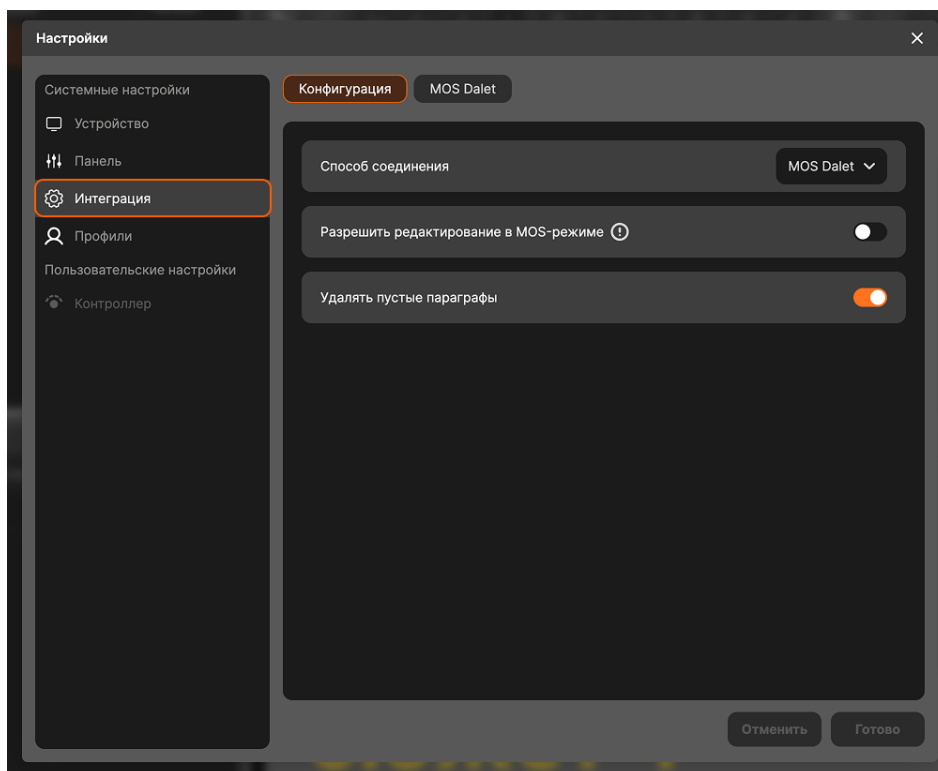 Настройки
Системные настройки
Устройство
Панель
Интеграция
Профили
Пользовательские настройки
Контроллер
Конфигурация
MOS Dalet
Способ соединения
MOS Dalet
Разрешить редактирование в MOS-режиме
Удалять пустые параграфы
Отменить
Готово